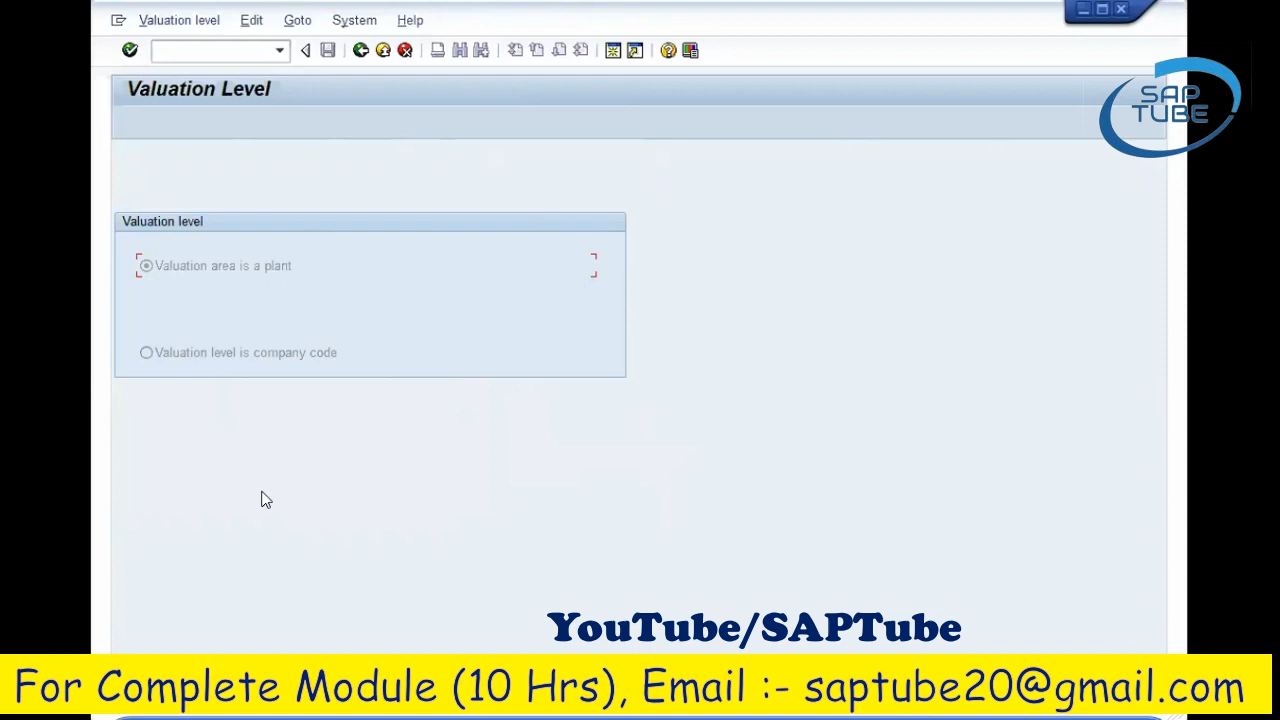 Valuation level Edit Goto System Help
Valuation Level
SAP
TUBE
Valuation level
Valuation area is a plant
Valuation level is company code
YouTube/SAPTube
For Complete Module (10 Hrs), Email :- saptube20@gmail.com